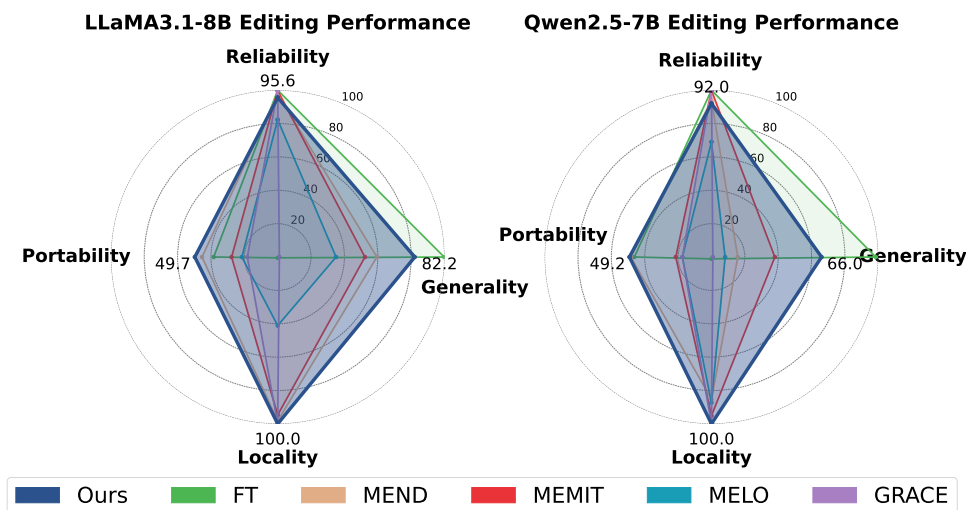 LLaMA3.1-8B Editing Performance
Reliability
95.6
100
80
60
40
20
Portability
49.7
82.2
Generality
100.0
Locality
Qwen2.5-7B Editing Performance
Reliability
92.0
100
80
60
40
20
Portability
49.2
66.0
Generality
100.0
Locality
Ours FT MEND MEMIT MELO GRACE